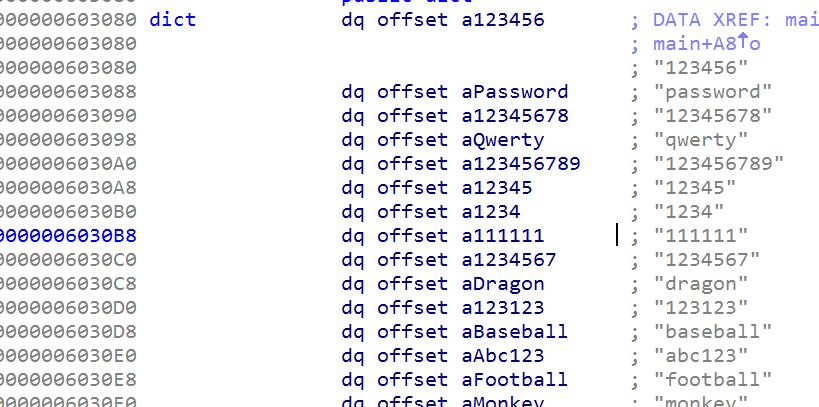 000000603080 dict dq offset a123456 ; DATA XREF: mai
000000603080 ; main+A8↑o
000000603080 ; "123456"
000000603088 dq offset aPassword ; "password"
000000603090 dq offset a12345678 ; "12345678"
000000603098 dq offset aQwerty ; "qwerty"
0000006030A0 dq offset a123456789 ; "123456789"
0000006030A8 dq offset a12345 ; "12345"
0000006030B0 dq offset a1234 ; "1234"
0000006030B8 dq offset a111111 ; "111111"
0000006030C0 dq offset a1234567 ; "1234567"
0000006030C8 dq offset aDragon ; "dragon"
0000006030D0 dq offset a123123 ; "123123"
0000006030D8 dq offset aBaseball ; "baseball"
0000006030E0 dq offset aAbc123 ; "abc123"
0000006030E8 dq offset aFootball ; "football"
0000006030F0 dq offset aMonkey ; "monkey"